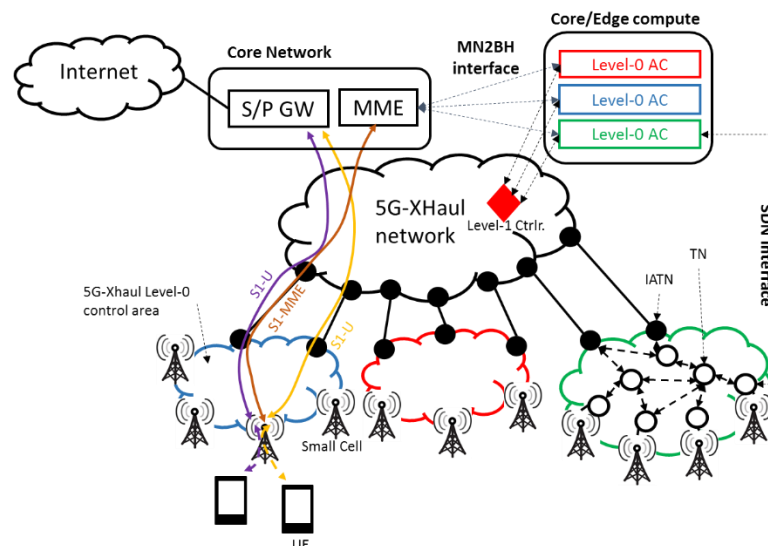 Core/Edge compute
Core Network
MN2BH
interface
Internet
S/P GW
MME
Level-0 AC
Level-0 AC
Level-0 AC
5G-XHaul
network
Level-1 Ctrlr.
SDN interface
TN
IATN
5G-Xhaul Level-0
control area
S1-U
S1-MME
S1-U
Small Cell
UE